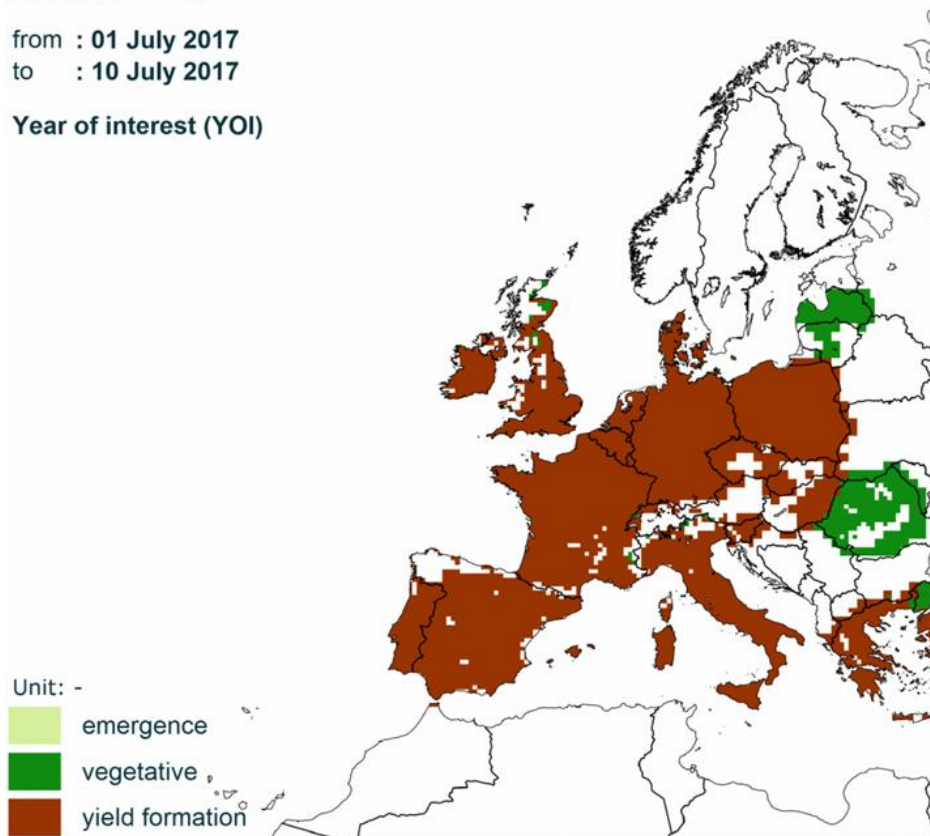 from : 01 July 2017
to : 10 July 2017
Year of interest (YOI)
Unit: -
emergence
vegetative
yield formation